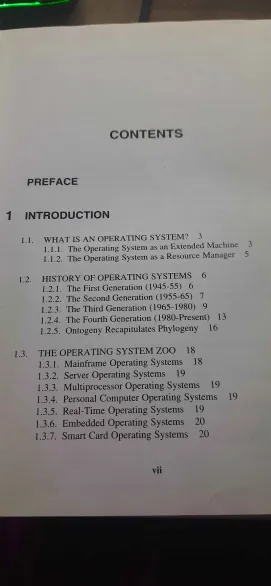 CONTENTS
PREFACE
1 INTRODUCTION
1.1. WHAT IS AN OPERATING SYSTEM? 3
1.1.1. The Operating System as an Extended Machine 3
1.1.2. The Operating System as a Resource Manager 5
1.2. HISTORY OF OPERATING SYSTEMS 6
1.2.1. The First Generation (1945-55) 6
1.2.2. The Second Generation (1955-65) 7
1.2.3. The Third Generation (1965-1980) 9
1.2.4. The Fourth Generation (1980-Present) 13
1.2.5. Ontogeny Recapitulates Phylogeny 16
1.3. THE OPERATING SYSTEM ZOO 18
1.3.1. Mainframe Operating Systems 18
1.3.2. Server Operating Systems 19
1.3.3. Multiprocessor Operating Systems 19
1.3.4. Personal Computer Operating Systems 19
1.3.5. Real-Time Operating Systems 19
1.3.6. Embedded Operating Systems 20
1.3.7. Smart Card Operating Systems 20
vii